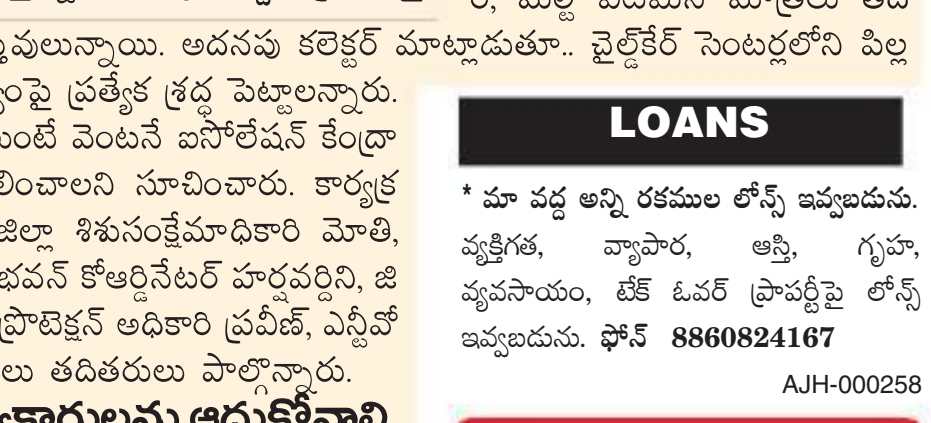 వులున్నాయి. అదనపు కలెక్టర్ మాట్లాడుతూ.. చైల్డ్‌కేర్ సెంటర్లలోని పిల్ల
ప్రత్యేక శ్రద్ధ పెట్టాలన్నారు.
వెంటనే ఐసోలేషన్ కేంద్రా
లించాలని సూచించారు. కార్యక్ర
జిల్లా శిశుసంక్షేమాధికారి మోతి,
భవన్ కోఆర్డినేటర్ హర్షవర్దిని, జి
ప్రొటెక్షన్ అధికారి ప్రవీణ్, ఎన్జీవో
లు తదితరులు పాల్గొన్నారు.
LOANS
* మా వద్ద అన్ని రకముల లోన్స్ ఇవ్వబడును.
వ్యక్తిగత, వ్యాపార, ఆస్తి, గృహ,
వ్యవసాయం, టేక్ ఓవర్ ప్రాపర్టీపై లోన్స్
ఇవ్వబడును. ఫోన్ 8860824167
AJH-000258